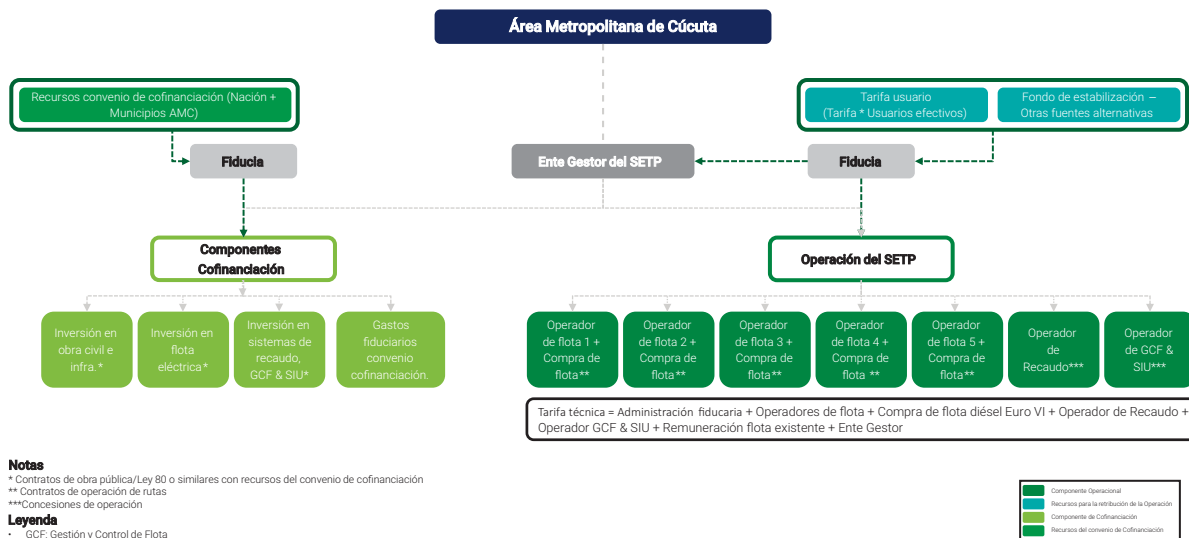 Área Metropolitana de Cúcuta
Recursos convenio de cofinanciación (Nación +
Municipios AMC)
Tarifa usuario
(Tarifa * Usuarios efectivos)
Fondo de estabilización –
Otras fuentes alternativas
Fiducia
Ente Gestor del SETP
Fiducia
Componentes
Cofinanciación
Operación del SETP
Inversión en
obra civil e
infra.*
Inversión en
flota
eléctrica*
Inversión en
sistemas de
recaudo,
GCF & SIU*
Gastos
fiduciarios
convenio
cofinanciación.
Operador
de flota 1 +
Compra de
flota**
Operador
de flota 2 +
Compra de
flota**
Operador
de flota 3 +
Compra de
flota**
Operador
de flota 4 +
Compra de
flota **
Operador
de flota 5 +
Compra de
flota**
Operador
de
Recaudo***
Operador
de GCF &
SIU***
Tarifa técnica = Administración fiducaria + Operadores de flota + Compra de flota diésel Euro VI + Operador de Recaudo +
Operador GCF & SIU + Remuneración flota existente + Ente Gestor
Notas
* Contratos de obra pública/Ley 80 o similares con recursos del convenio de cofinanciación
** Contratos de operación de rutas
***Concesiones de operación
Leyenda
• GCF: Gestión y Control de Flota
Componente Operacional
Recursos para la retribución de la Operación
Componente de Cofinanciación
Recursos del convenio de Cofinanciación